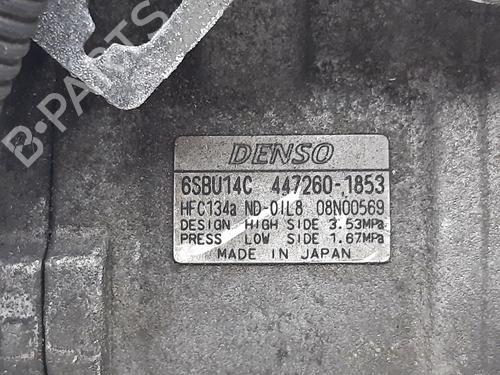 B-PARTS
DENSO
6SBU14C 447260-1853
HFC134a ND-OIL8 08N00569
DESIGN HIGH SIDE 3.53MPa
PRESS LOW SIDE 1.67MPa
MADE IN JAPAN